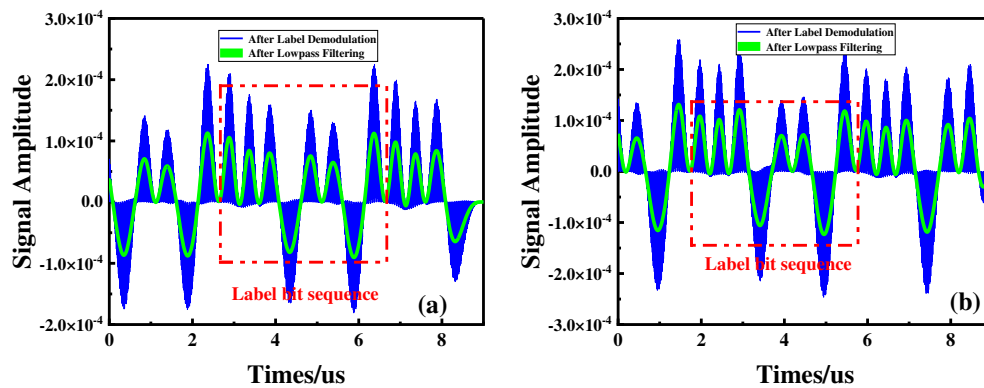 3.0×10⁻⁴
2.0×10⁻⁴
1.0×10⁻⁴
0.0
-1.0×10⁻⁴
-2.0×10⁻⁴
Signal Amplitude
After Label Demodulation
After Lowpass Filtering
Label bit sequence
(a)
0 2 4 6 8
Times/us
3.0×10⁻⁴
2.0×10⁻⁴
1.0×10⁻⁴
0.0
-1.0×10⁻⁴
-2.0×10⁻⁴
-3.0×10⁻⁴
Signal Amplitude
After Label Demodulation
After Lowpass Filtering
Label bit sequence
(b)
0 2 4 6 8
Times/us